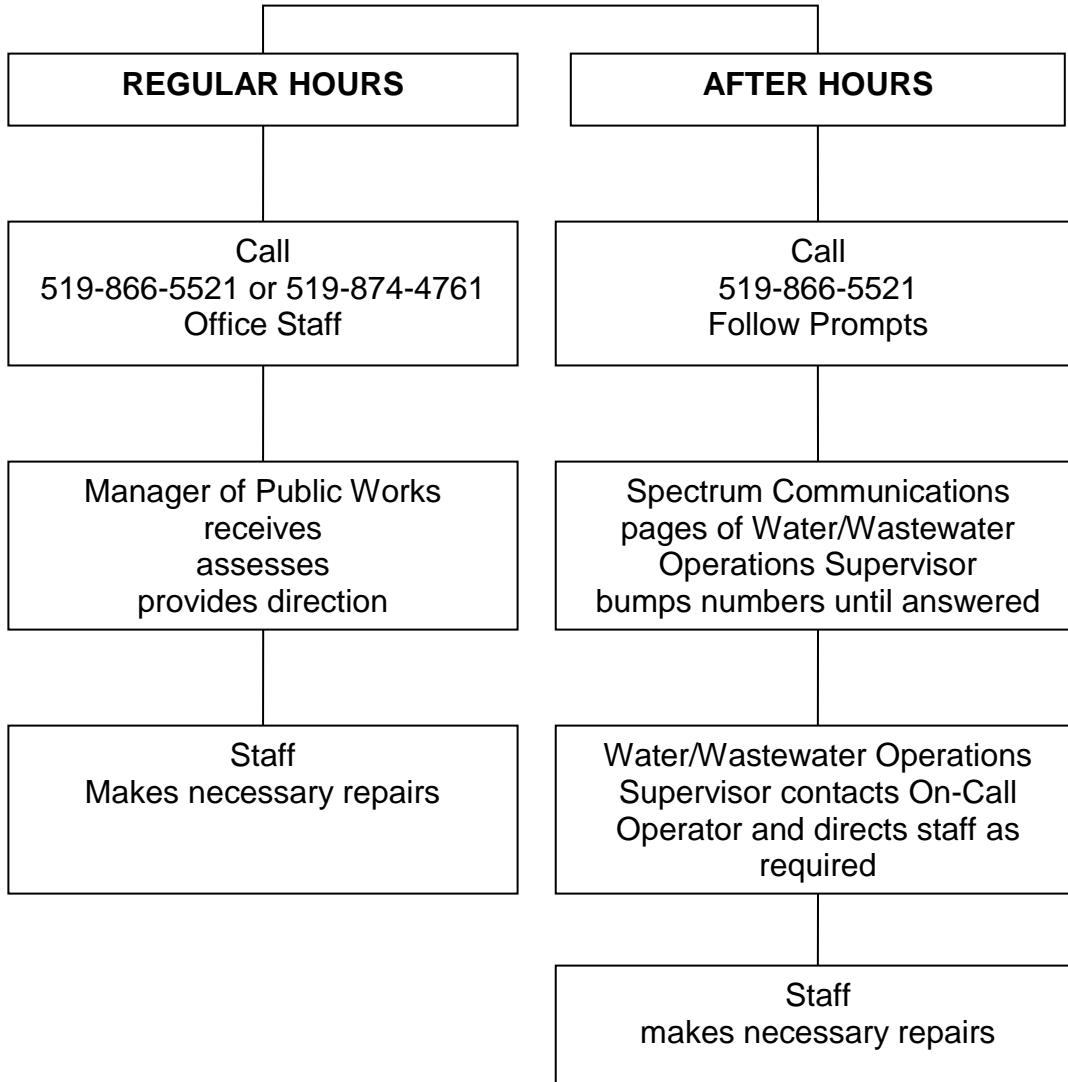 REGULAR HOURS
AFTER HOURS
Call
519-866-5521 or 519-874-4761
Office Staff
Call
519-866-5521
Follow Prompts
Manager of Public Works
receives
assesses
provides direction
Spectrum Communications
pages of Water/Wastewater
Operations Supervisor
bumps numbers until answered
Staff
Makes necessary repairs
Water/Wastewater Operations
Supervisor contacts On-Call
Operator and directs staff as
required
Staff
makes necessary repairs